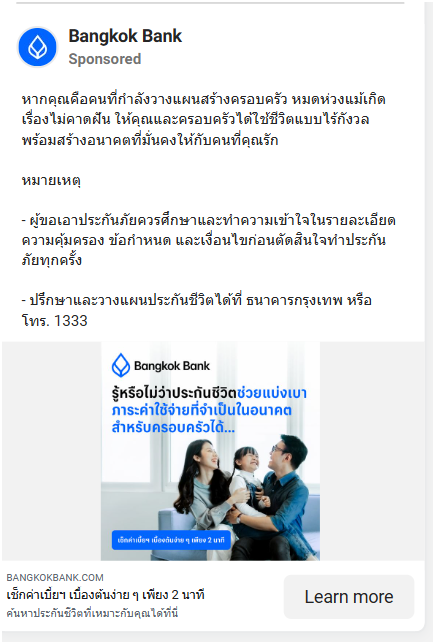 Bangkok Bank
Sponsored
หากคุณคือคนที่กำลังวางแผนสร้างครอบครัว หมดห่วงแม้เกิด
เรื่องไม่คาดฝัน ให้คุณและครอบครัวได้ใช้ชีวิตแบบไร้กังวล
พร้อมสร้างอนาคตที่มั่นคงให้กับคนที่คุณรัก
หมายเหตุ
- ผู้ขอเอาประกันภัยควรศึกษาและทำความเข้าใจในรายละเอียด
ความคุ้มครอง ข้อกำหนด และเงื่อนไขก่อนตัดสินใจทำประกัน
ภัยทุกครั้ง
- ปรึกษาและวางแผนประกันชีวิตได้ที่ ธนาคารกรุงเทพ หรือ
โทร. 1333
Bangkok Bank
รู้หรือไม่ว่าประกันชีวิตช่วยแบ่งเบา
ภาระค่าใช้จ่ายที่จำเป็นในอนาคต
สำหรับครอบครัวได้...
เช็กค่าเบี้ยฯ เบื้องต้นง่าย ๆ เพียง 2 นาที
BANGKOKBANK.COM
เช็กค่าเบี้ยฯ เบื้องต้นง่าย ๆ เพียง 2 นาที
ค้นหาประกันชีวิตที่เหมาะกับคุณได้ที่นี่
Learn more